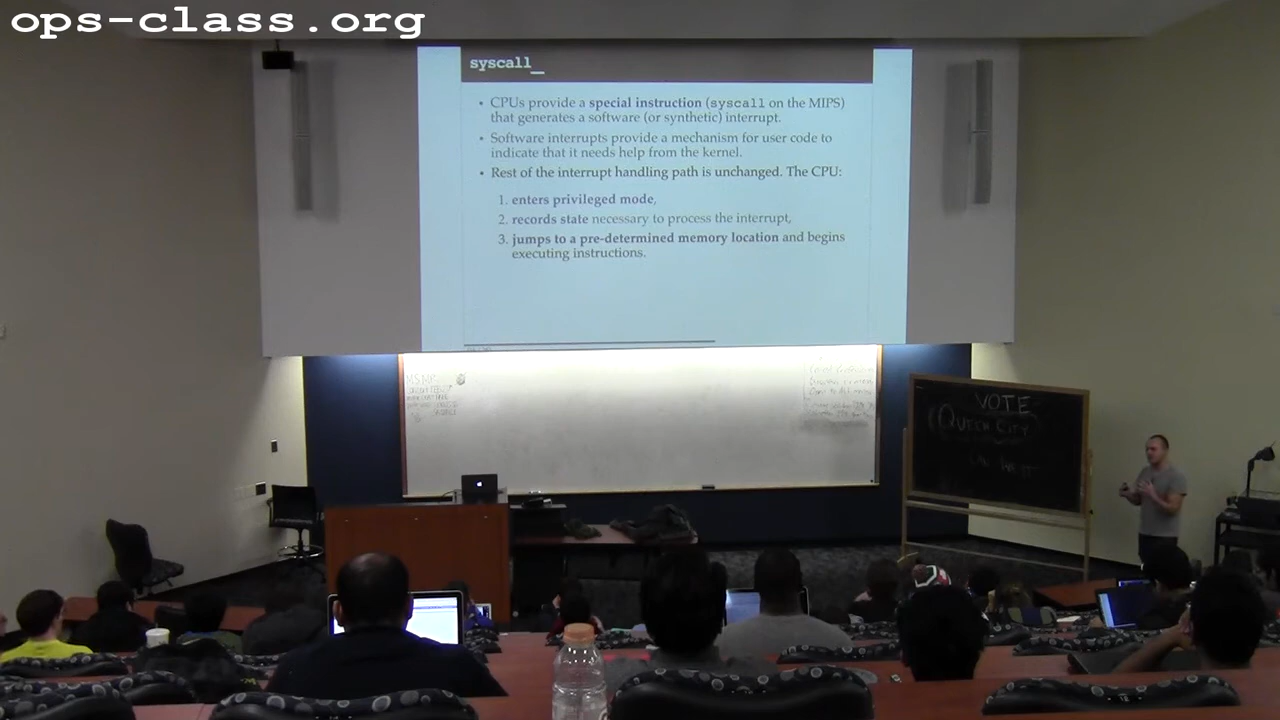 ops-class.org
syscall_
• CPUs provide a special instruction (syscall on the MIPS)
that generates a software (or synthetic) interrupt.
• Software interrupts provide a mechanism for user code to
indicate that it needs help from the kernel.
• Rest of the interrupt handling path is unchanged. The CPU:
1. enters privileged mode,
2. records state necessary to process the interrupt,
3. jumps to a pre-determined memory location and begins
executing instructions.
VOTE
QUEEN CITY